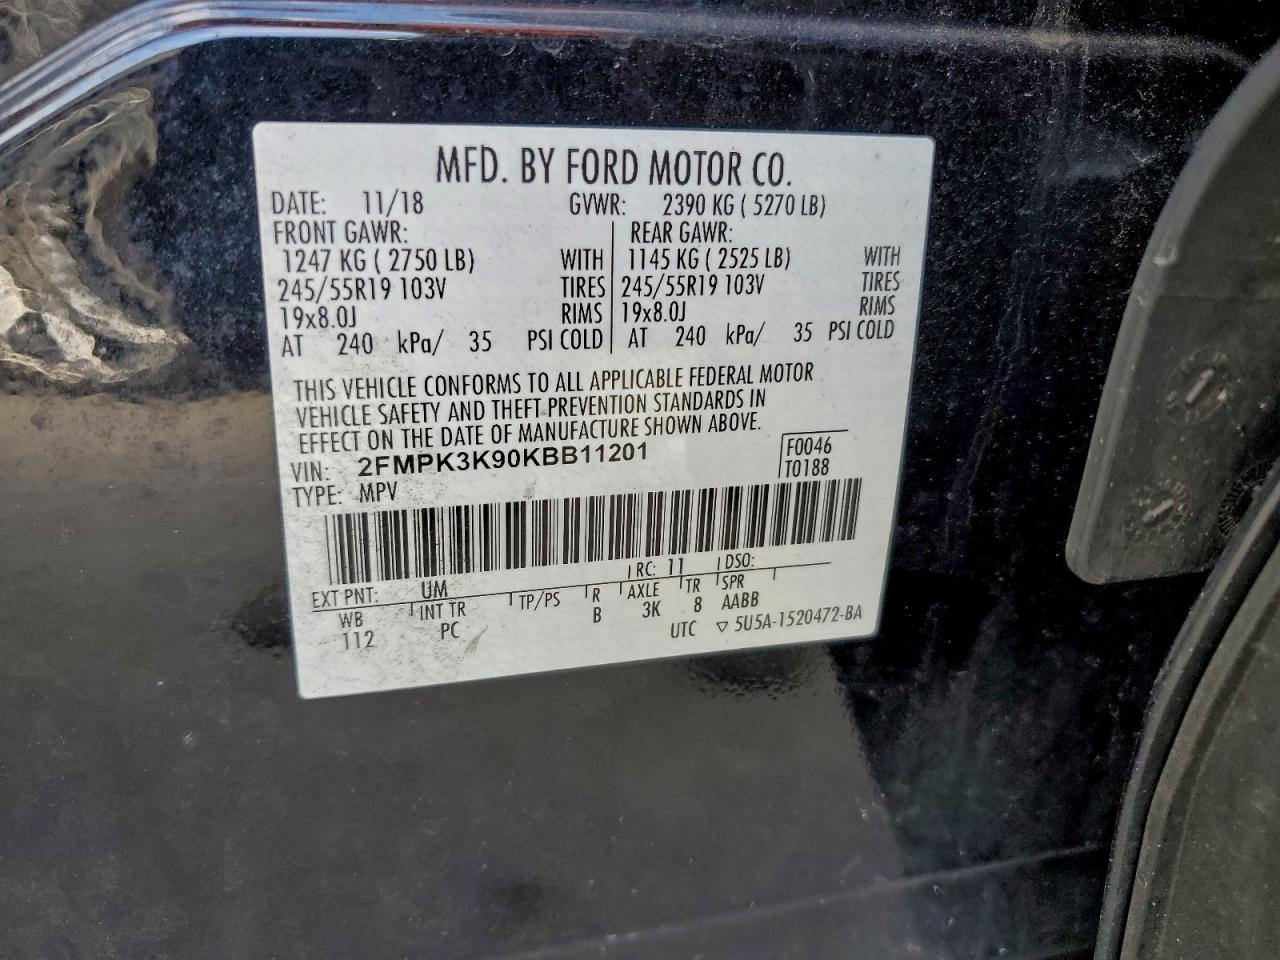 MFD. BY FORD MOTOR CO.
DATE: 11/18 GVWR: 2390 KG ( 5270 LB)
FRONT GAWR: REAR GAWR:
1247 KG ( 2750 LB) WITH 1145 KG ( 2525 LB) WITH
245/55R19 103V TIRES 245/55R19 103V TIRES
19x8.0J RIMS 19x8.0J RIMS
AT 240 kPa/ 35 PSI COLD AT 240 kPa/ 35 PSI COLD
THIS VEHICLE CONFORMS TO ALL APPLICABLE FEDERAL MOTOR
VEHICLE SAFETY AND THEFT PREVENTION STANDARDS IN
EFFECT ON THE DATE OF MANUFACTURE SHOWN ABOVE.
VIN: 2FMPK3K90KBB11201 F0046
TYPE: MPV T0188
EXT PNT: UM RC: 11 DSO:
WB INT TR TP/PS R AXLE TR SPR
112 PC B 3K 8 AABB
UTC ▽ 5U5A-1520472-BA